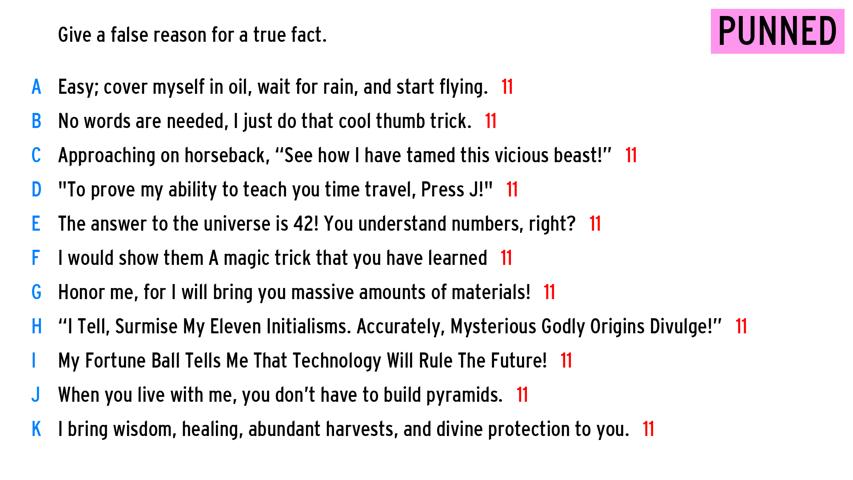 Give a false reason for a true fact.
PUNNED
A Easy; cover myself in oil, wait for rain, and start flying. 11
B No words are needed, I just do that cool thumb trick. 11
C Approaching on horseback, “See how I have tamed this vicious beast!” 11
D "To prove my ability to teach you time travel, Press J!" 11
E The answer to the universe is 42! You understand numbers, right? 11
F I would show them A magic trick that you have learned 11
G Honor me, for I will bring you massive amounts of materials! 11
H “I Tell, Surmise My Eleven Initialisms. Accurately, Mysterious Godly Origins Divulge!” 11
I My Fortune Ball Tells Me That Technology Will Rule The Future! 11
J When you live with me, you don’t have to build pyramids. 11
K I bring wisdom, healing, abundant harvests, and divine protection to you. 11